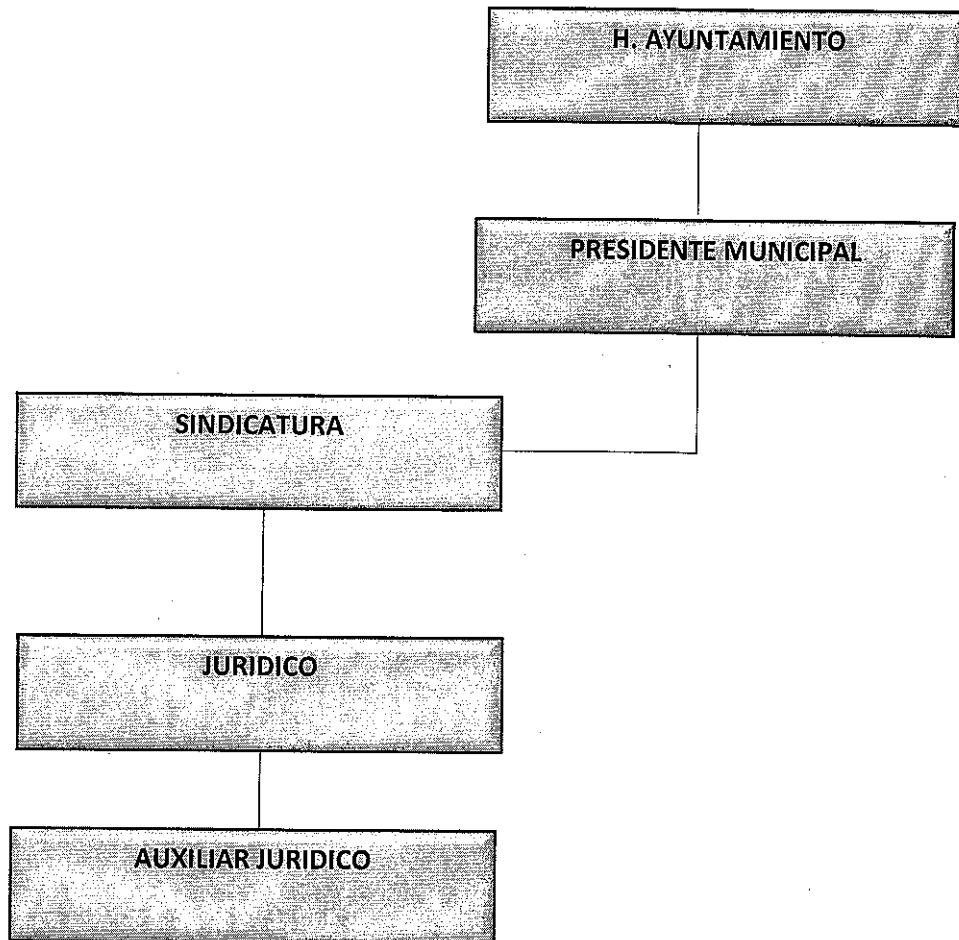 H. AYUNTAMIENTO
PRESIDENTE MUNICIPAL
SINDICATURA
JURIDICO
AUXILIAR JURIDICO